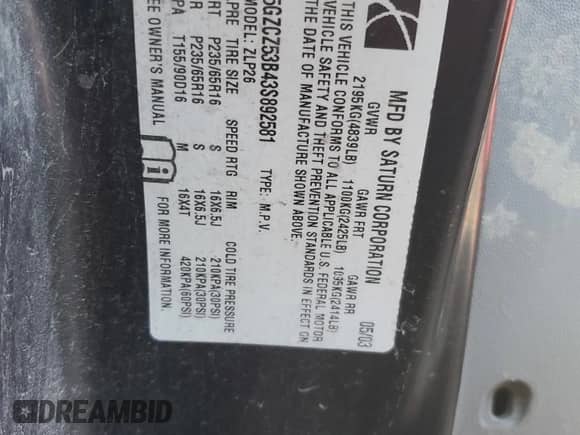 MFD BY SATURN CORPORATION 05/03
GVWR GAWR FRT GAWR RR
2195KG(4839LB) 1100KG(2425LB) 1095KG(2414LB)
THIS VEHICLE CONFORMS TO ALL APPLICABLE U.S. FEDERAL MOTOR
VEHICLE SAFETY AND THEFT PREVENTION STANDARDS IN EFFECT ON
THE DATE OF MANUFACTURE SHOWN ABOVE.
5GZCZ53B43S892581 TYPE: M.P.V.
MODEL: ZLP26
TIRE SIZE SPEED RTG RIM COLD TIRE PRESSURE
P235/65R16 S 16X6.5J 210KPA(30PSI)
P235/65R16 S 16X6.5J 210KPA(30PSI)
T155/90D16 M 16X4T 420KPA(60PSI)
SEE OWNER'S MANUAL FOR MORE INFORMATION.
DREAMBID